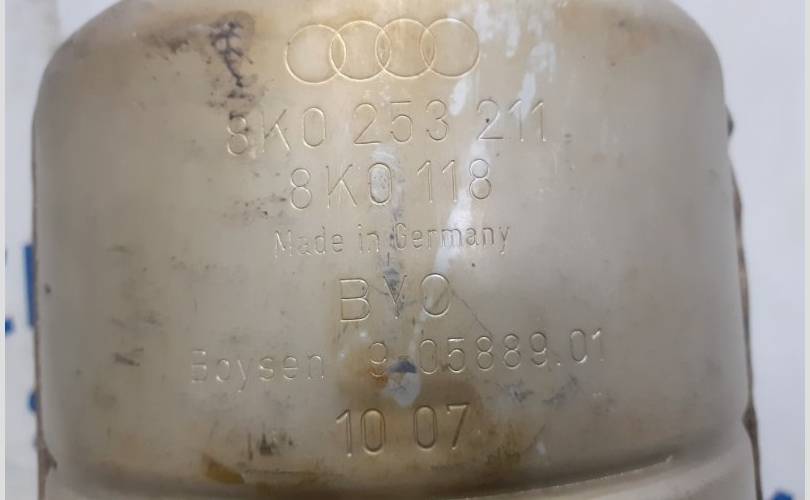 8K0 253 211
8K0 118
Made in Germany
BYO
Boysen 9-05889.01
10 07